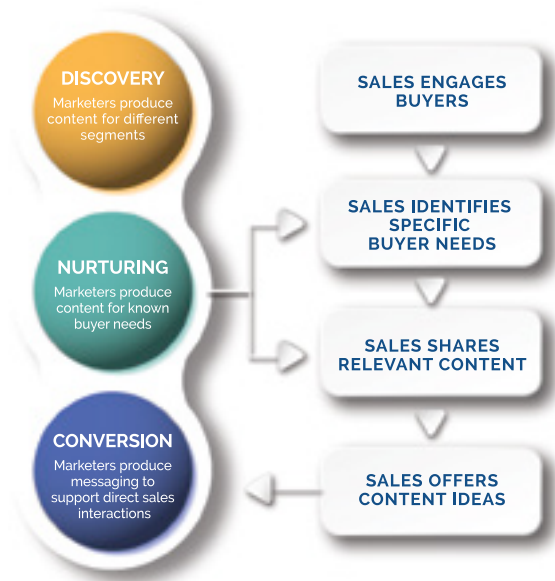 DISCOVERY
Marketers produce
content for different
segments
NURTURING
Marketers produce
content for known
buyer needs
CONVERSION
Marketers produce
messaging to
support direct sales
interactions
SALES ENGAGES
BUYERS
SALES IDENTIFIES
SPECIFIC
BUYER NEEDS
SALES SHARES
RELEVANT CONTENT
SALES OFFERS
CONTENT IDEAS